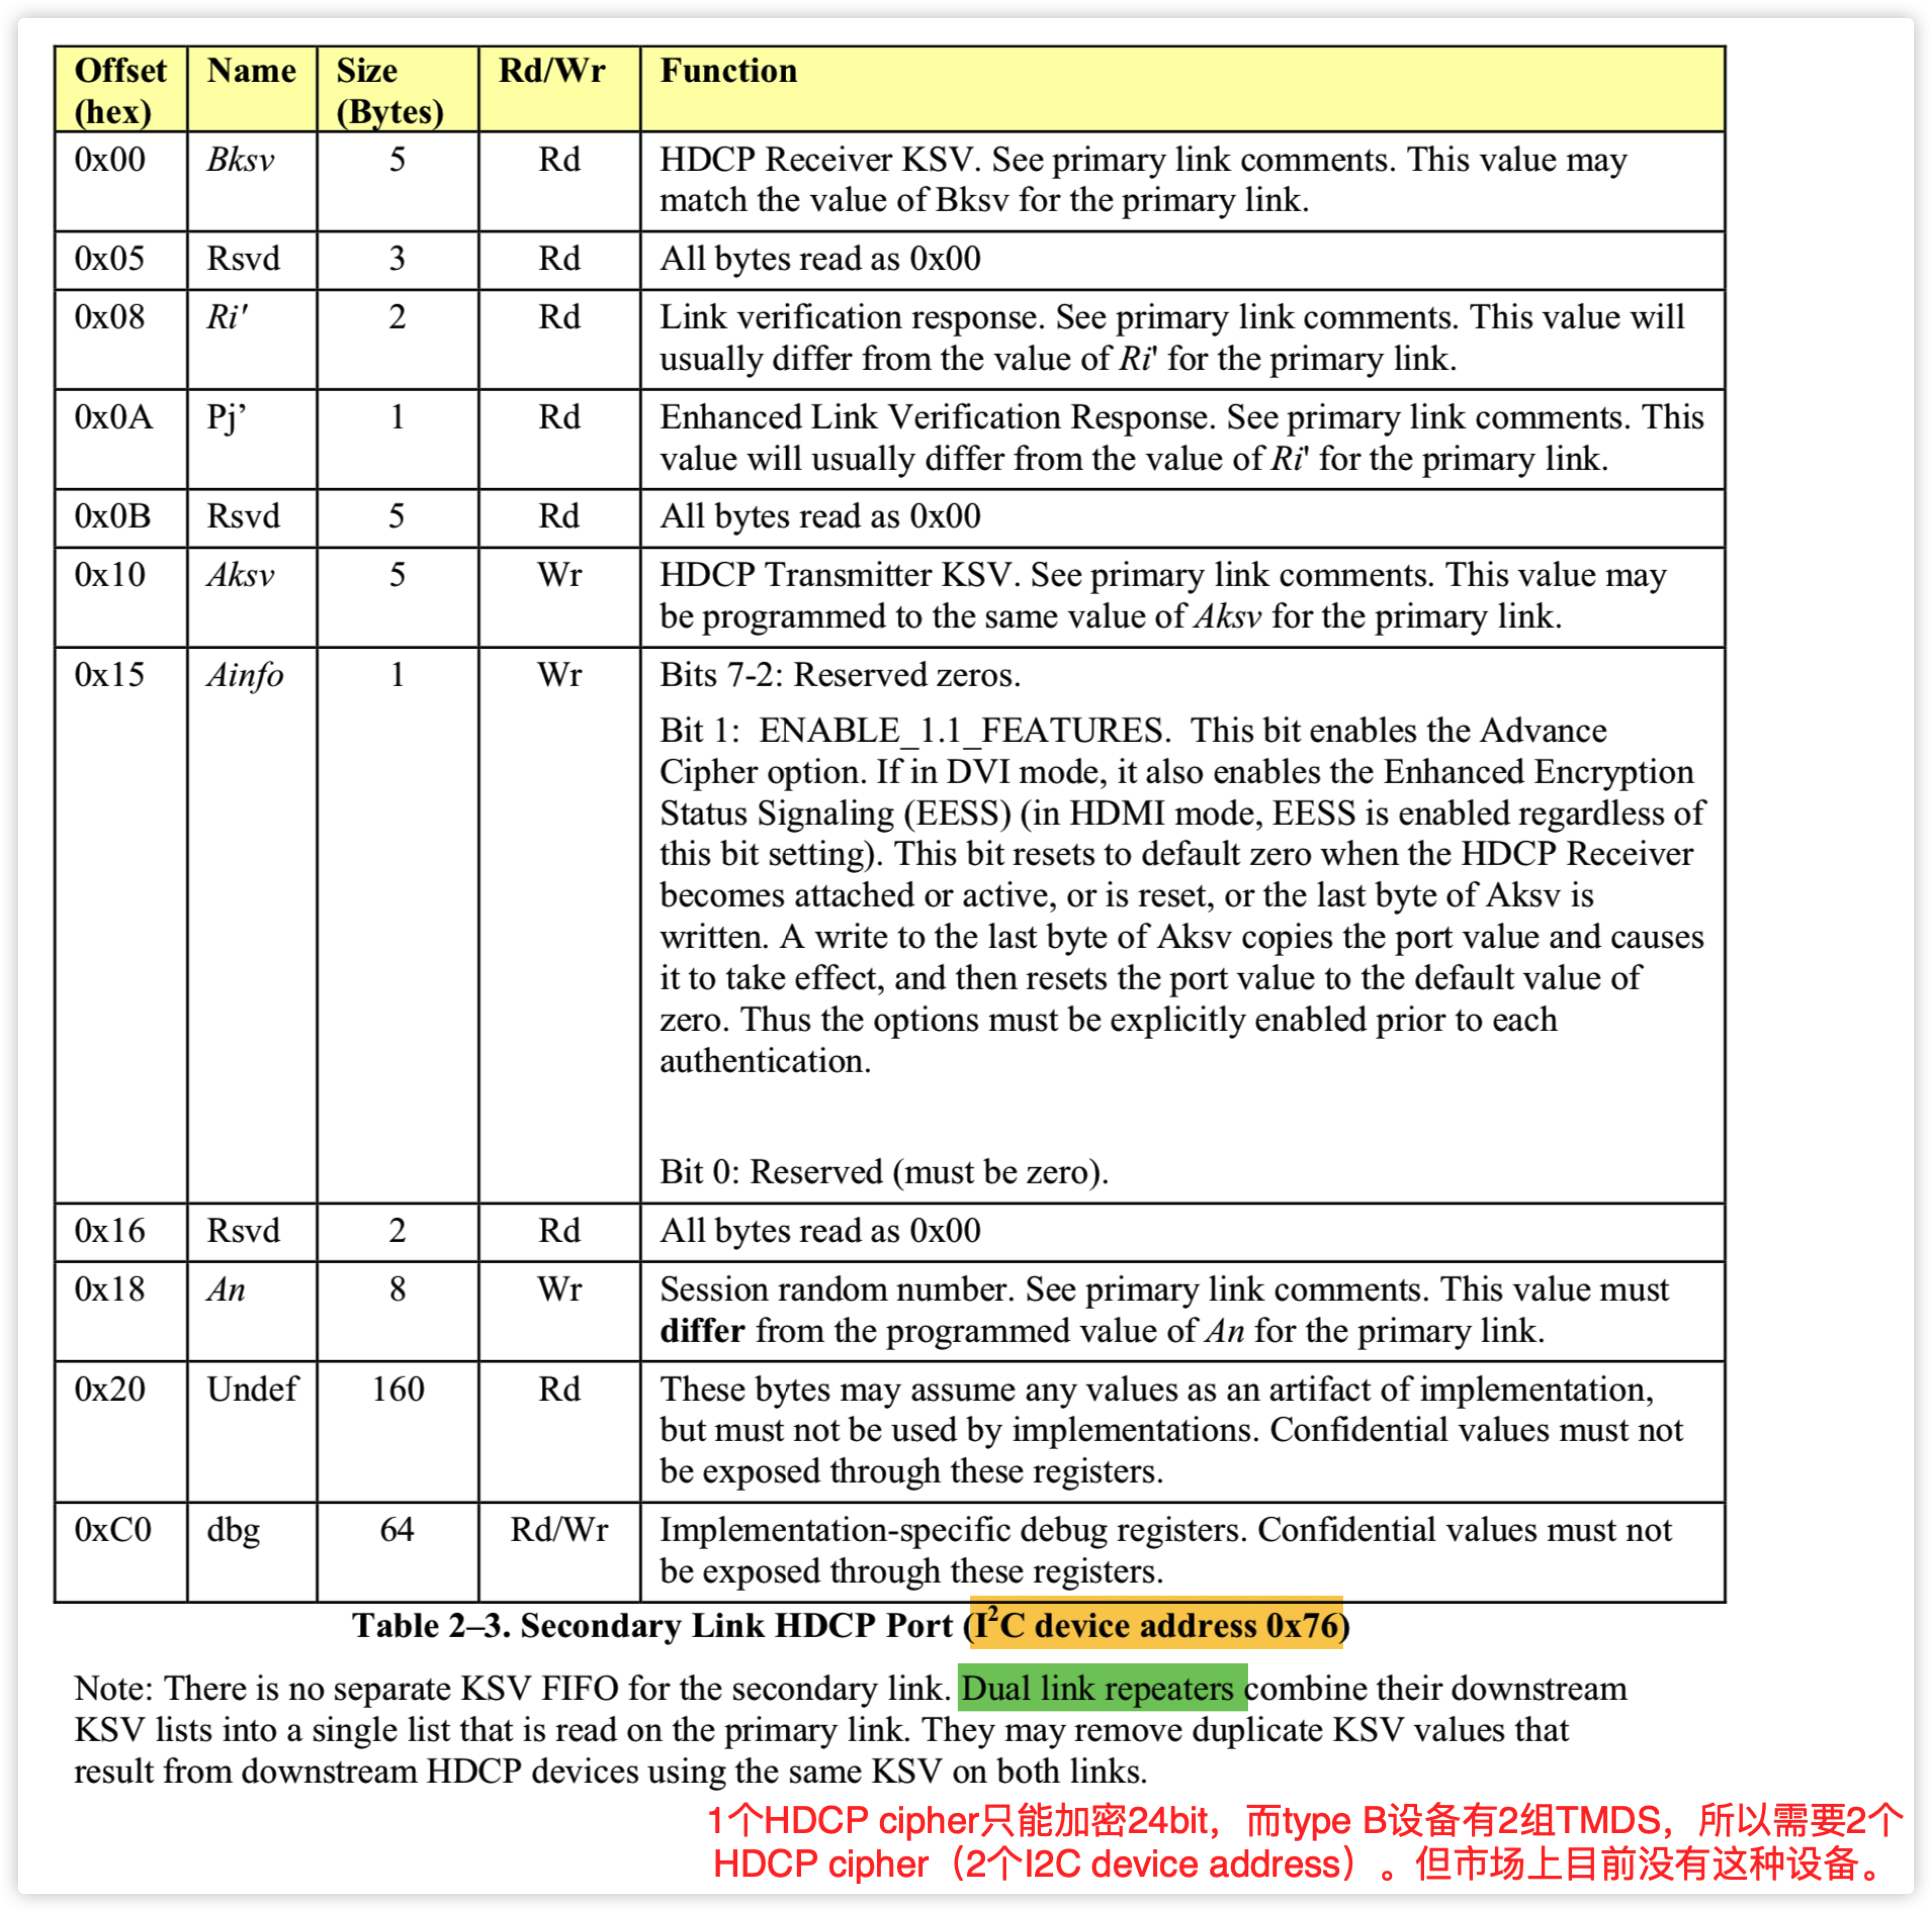 Offset (hex) Name Size (Bytes) Rd/Wr Function
0x00 Bksv 5 Rd HDCP Receiver KSV. See primary link comments. This value may
match the value of Bksv for the primary link.
0x05 Rsvd 3 Rd All bytes read as 0x00
0x08 Ri' 2 Rd Link verification response. See primary link comments. This value will
usually differ from the value of Ri' for the primary link.
0x0A Pj’ 1 Rd Enhanced Link Verification Response. See primary link comments. This
value will usually differ from the value of Ri' for the primary link.
0x0B Rsvd 5 Rd All bytes read as 0x00
0x10 Aksv 5 Wr HDCP Transmitter KSV. See primary link comments. This value may
be programmed to the same value of Aksv for the primary link.
0x15 Ainfo 1 Wr Bits 7-2: Reserved zeros.
Bit 1:  ENABLE_1.1_FEATURES.  This bit enables the Advance
Cipher option. If in DVI mode, it also enables the Enhanced Encryption
Status Signaling (EESS) (in HDMI mode, EESS is enabled regardless of
this bit setting). This bit resets to default zero when the HDCP Receiver
becomes attached or active, or is reset, or the last byte of Aksv is
written. A write to the last byte of Aksv copies the port value and causes
it to take effect, and then resets the port value to the default value of
zero. Thus the options must be explicitly enabled prior to each
authentication.
Bit 0: Reserved (must be zero).
0x16 Rsvd 2 Rd All bytes read as 0x00
0x18 An 8 Wr Session random number. See primary link comments. This value must
differ from the programmed value of An for the primary link.
0x20 Undef 160 Rd These bytes may assume any values as an artifact of implementation,
but must not be used by implementations. Confidential values must not
be exposed through these registers.
0xC0 dbg 64 Rd/Wr Implementation-specific debug registers. Confidential values must not
be exposed through these registers.
Table 2–3. Secondary Link HDCP Port (I²C device address 0x76)
Note: There is no separate KSV FIFO for the secondary link. Dual link repeaters combine their downstream
KSV lists into a single list that is read on the primary link. They may remove duplicate KSV values that
result from downstream HDCP devices using the same KSV on both links.
1个HDCP cipher只能加密24bit，而type B设备有2组TMDS，所以需要2个
HDCP cipher（2个I2C device address）。但市场上目前没有这种设备。